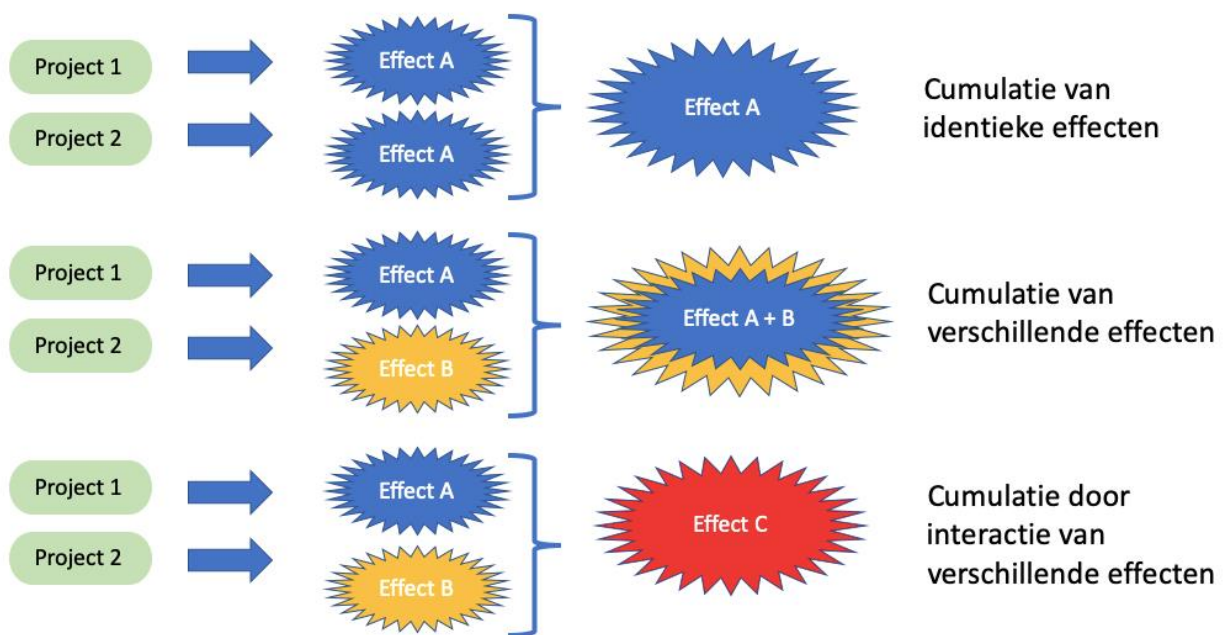 Project 1
Effect A
Project 2
Effect A
Effect A
Cumulatie van
identieke effecten
Project 1
Effect A
Project 2
Effect B
Effect A + B
Cumulatie van
verschillende effecten
Project 1
Effect A
Project 2
Effect B
Effect C
Cumulatie door
interactie van
verschillende effecten